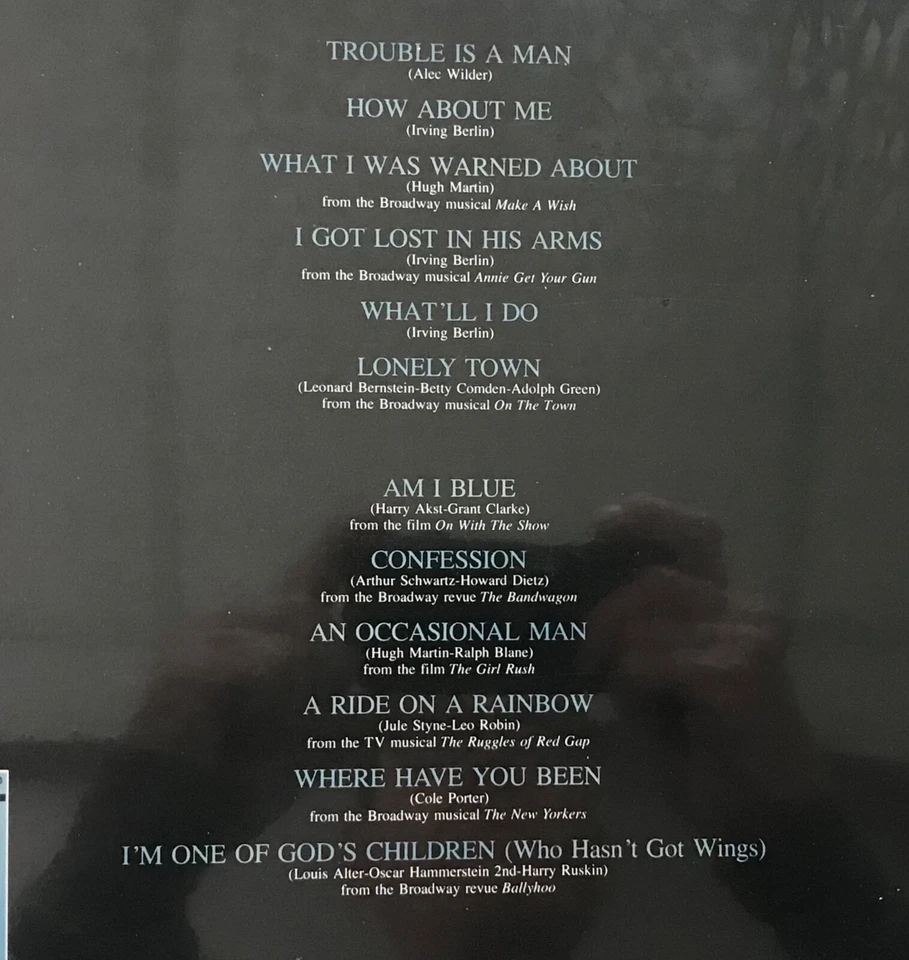 TROUBLE IS A MAN
(Alec Wilder)
HOW ABOUT ME
(Irving Berlin)
WHAT I WAS WARNED ABOUT
(Hugh Martin)
from the Broadway musical Make A Wish
I GOT LOST IN HIS ARMS
(Irving Berlin)
from the Broadway musical Annie Get Your Gun
WHAT'LL I DO
(Irving Berlin)
LONELY TOWN
(Leonard Bernstein-Betty Comden-Adolph Green)
from the Broadway musical On The Town
AM I BLUE
(Harry Akst-Grant Clarke)
from the film On With The Show
CONFESSION
(Arthur Schwartz-Howard Dietz)
from the Broadway revue The Bandwagon
AN OCCASIONAL MAN
(Hugh Martin-Ralph Blane)
from the film The Girl Rush
A RIDE ON A RAINBOW
(Jule Styne-Leo Robin)
from the TV musical The Ruggles of Red Gap
WHERE HAVE YOU BEEN
(Cole Porter)
from the Broadway musical The New Yorkers
I'M ONE OF GOD'S CHILDREN (Who Hasn't Got Wings)
(Louis Alter-Oscar Hammerstein 2nd-Harry Ruskin)
from the Broadway revue Ballyhoo